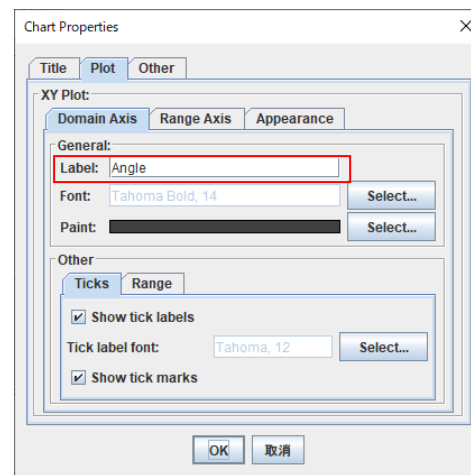 Chart Properties
Title Plot Other
XY Plot:
Domain Axis Range Axis Appearance
General:
Label: Angle
Font: Tahoma Bold, 14 Select...
Paint: Select...
Other
Ticks Range
Show tick labels
Tick label font: Tahoma, 12 Select...
Show tick marks
OK 取消